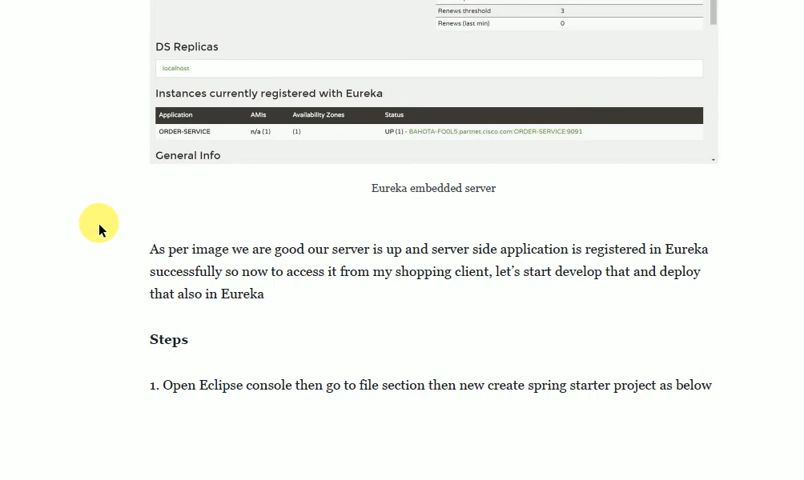 Renews threshold 3
Renews (last min) 0
DS Replicas
localhost
Instances currently registered with Eureka
Application AMIs Availability Zones Status
ORDER-SERVICE n/a (1) (1) UP (1) - BAHOTA-FQ0L5.partnet.cisco.com:ORDER-SERVICE:9091
General Info
Eureka embedded server
As per image we are good our server is up and server side application is registered in Eureka
successfully so now to access it from my shopping client, let’s start develop that and deploy
that also in Eureka
Steps
1. Open Eclipse console then go to file section then new create spring starter project as below